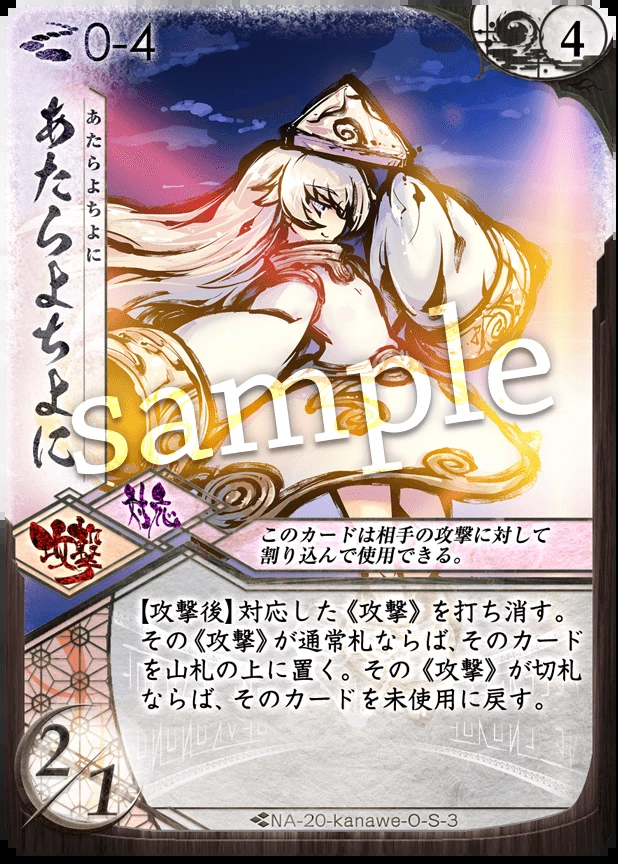 0-4
4
あたらよちよに
あたらよちよに
sample
攻撃
対応
このカードは相手の攻撃に対して
割り込んで使用できる。
【攻撃後】対応した《攻撃》を打ち消す。
その《攻撃》が通常札ならば、そのカード
を山札の上に置く。その《攻撃》が切札
ならば、そのカードを未使用に戻す。
2/1
NA-20-kanawe-O-S-3